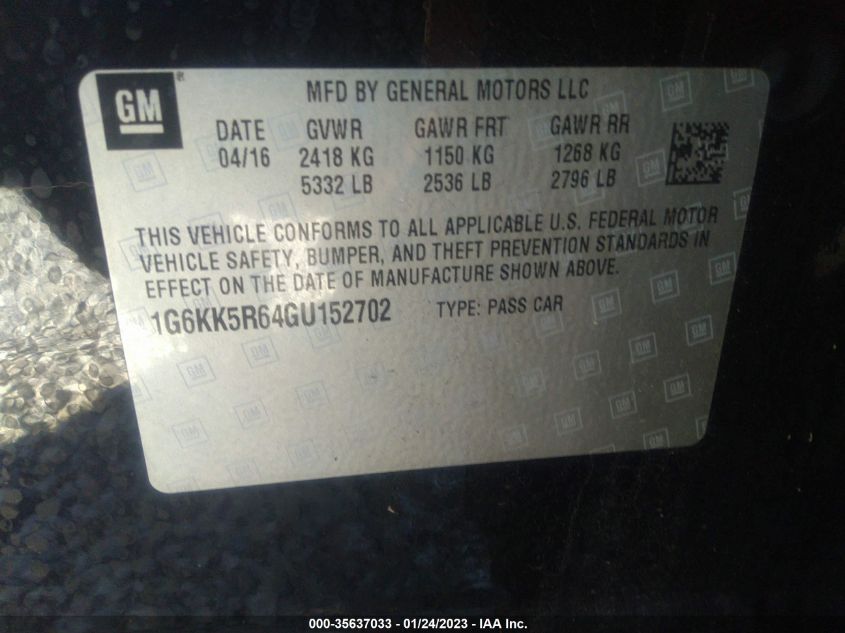 GM
MFD BY GENERAL MOTORS LLC
DATE GVWR GAWR FRT GAWR RR
04/16 2418 KG 1150 KG 1268 KG
5332 LB 2536 LB 2796 LB
THIS VEHICLE CONFORMS TO ALL APPLICABLE U.S. FEDERAL MOTOR
VEHICLE SAFETY, BUMPER, AND THEFT PREVENTION STANDARDS IN
EFFECT ON THE DATE OF MANUFACTURE SHOWN ABOVE.
1G6KK5R64GU152702 TYPE: PASS CAR
000-35637033 - 01/24/2023 - IAA Inc.